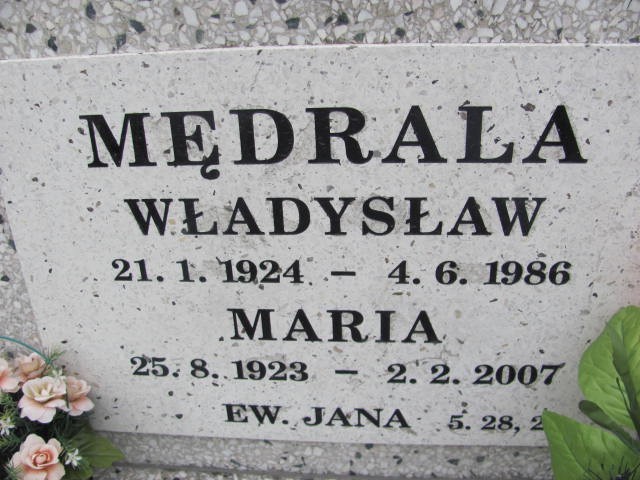 MĘDRALA
WŁADYSŁAW
21. 1. 1924 – 4. 6. 1986
MARIA
25. 8. 1923 – 2. 2. 2007
EW. JANA 5. 28, 2